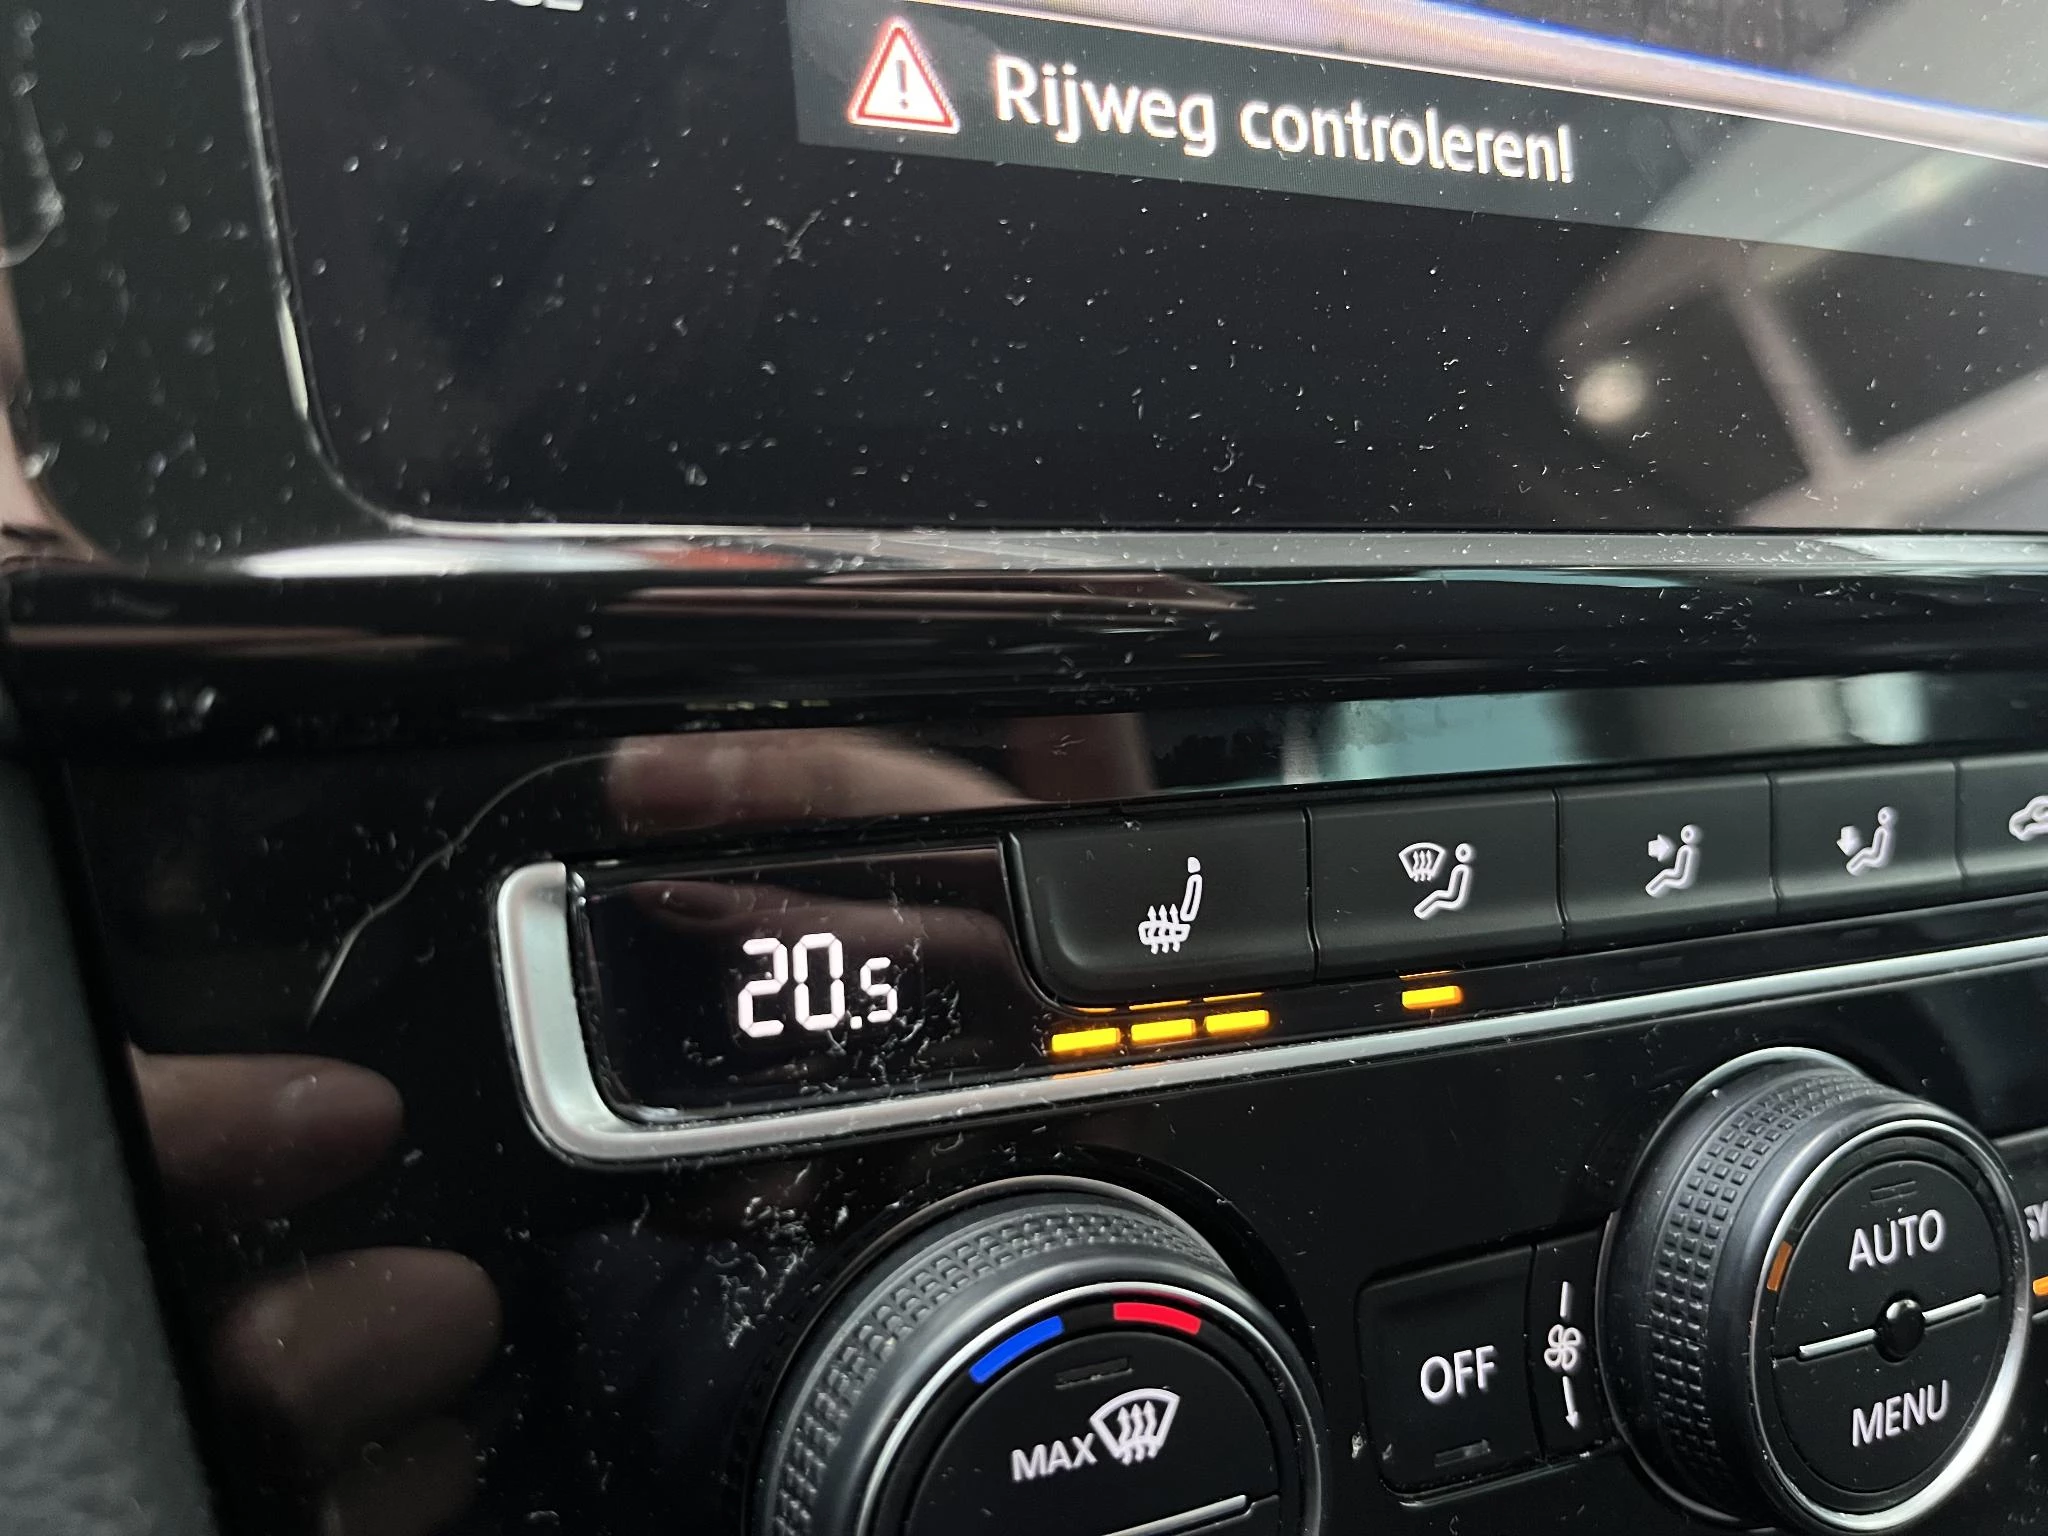 Rijweg controleren!
20.5
AUTO
OFF
MENU
MAX